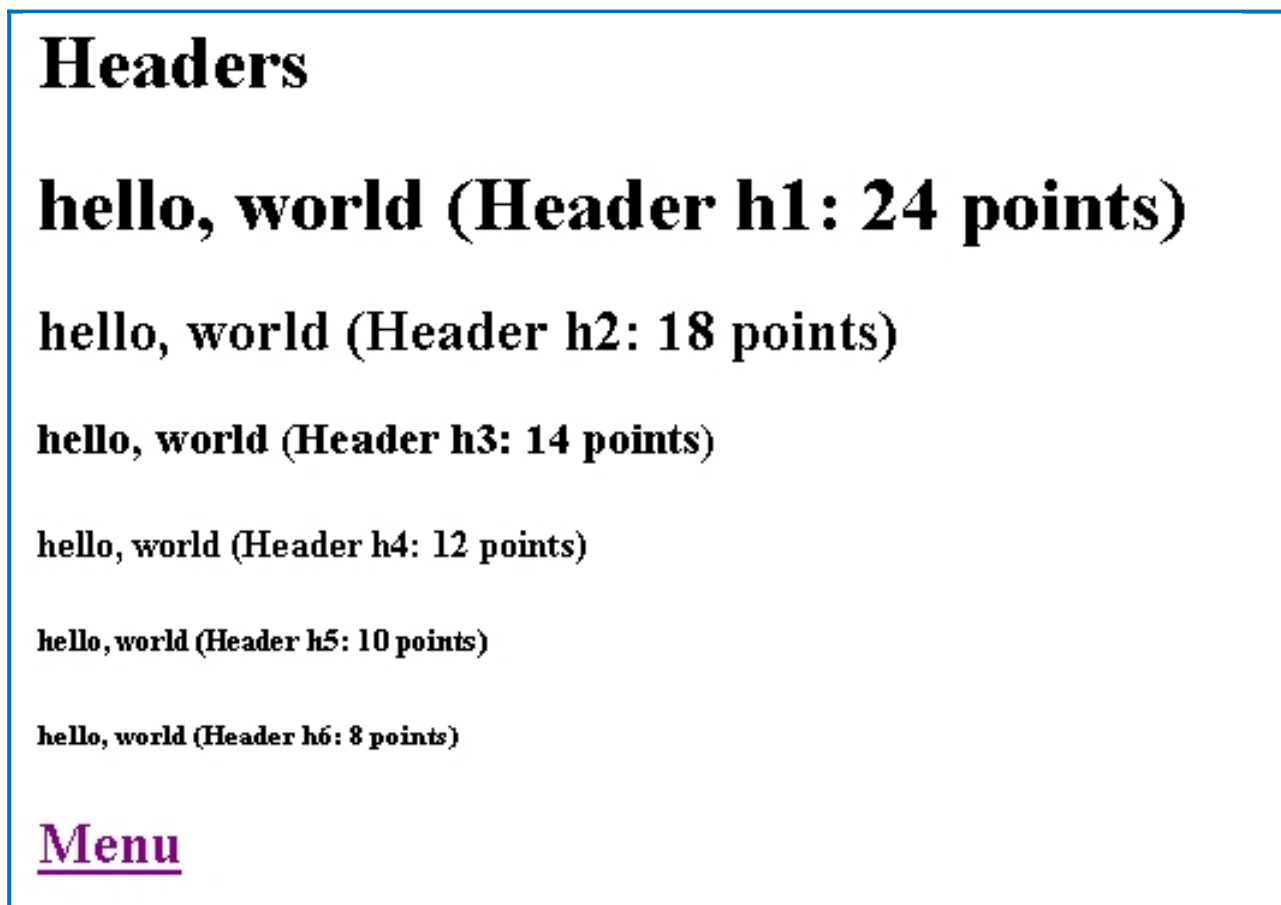 Headers
hello, world (Header h1: 24 points)
hello, world (Header h2: 18 points)
hello, world (Header h3: 14 points)
hello, world (Header h4: 12 points)
hello, world (Header h5: 10 points)
hello, world (Header h6: 8 points)
Menu